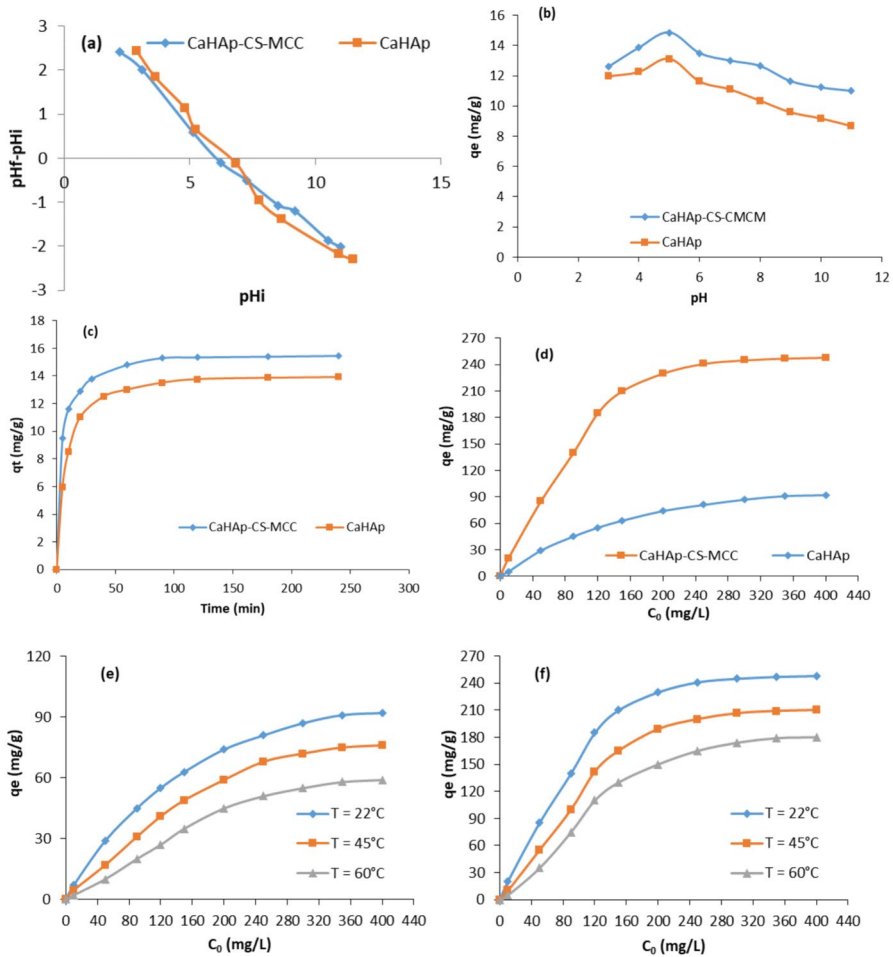 (a)
CaHAp-CS-MCC
CaHAp
3
2
1
0
-1
-2
-3
0
5
10
15
pHf-pHi
pHi
(b)
16
14
12
10
8
6
4
2
0
0
2
4
6
8
10
12
qe (mg/g)
pH
CaHAp-CS-CMCM
CaHAp
(c)
18
16
14
12
10
8
6
4
2
0
0
50
100
150
200
250
300
qt (mg/g)
Time (min)
CaHAp-CS-MCC
CaHAp
(d)
270
240
210
180
150
120
90
60
30
0
0 40 80 120 160 200 240 280 320 360 400 440
qe (mg/g)
C₀ (mg/L)
CaHAp-CS-MCC
CaHAp
(e)
120
90
60
30
0
0 40 80 120 160 200 240 280 320 360 400 440
qe (mg/g)
C₀ (mg/L)
T = 22°C
T = 45°C
T = 60°C
(f)
270
240
210
180
150
120
90
60
30
0
0 40 80 120 160 200 240 280 320 360 400 440
qe (mg/g)
C₀ (mg/L)
T = 22°C
T = 45°C
T = 60°C